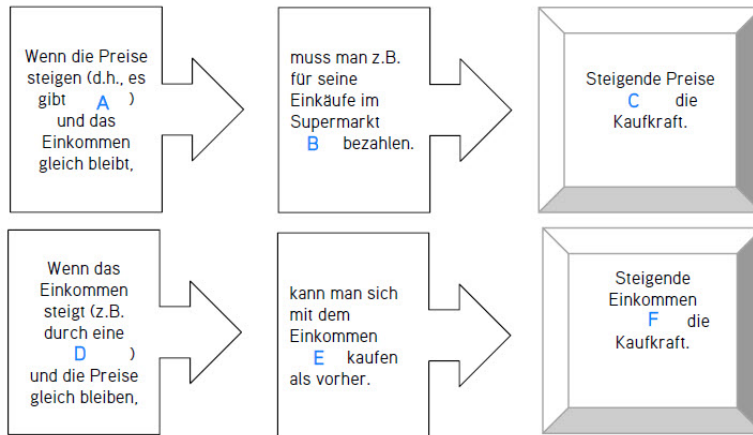 Wenn die Preise
steigen (d.h., es
gibt A )
und das
Einkommen
gleich bleibt,
muss man z.B.
für seine
Einkäufe im
Supermarkt
B bezahlen.
Steigende Preise
C die
Kaufkraft.
Wenn das
Einkommen
steigt (z.B.
durch eine
D )
und die Preise
gleich bleiben,
kann man sich
mit dem
Einkommen
E kaufen
als vorher.
Steigende
Einkommen
F die
Kaufkraft.